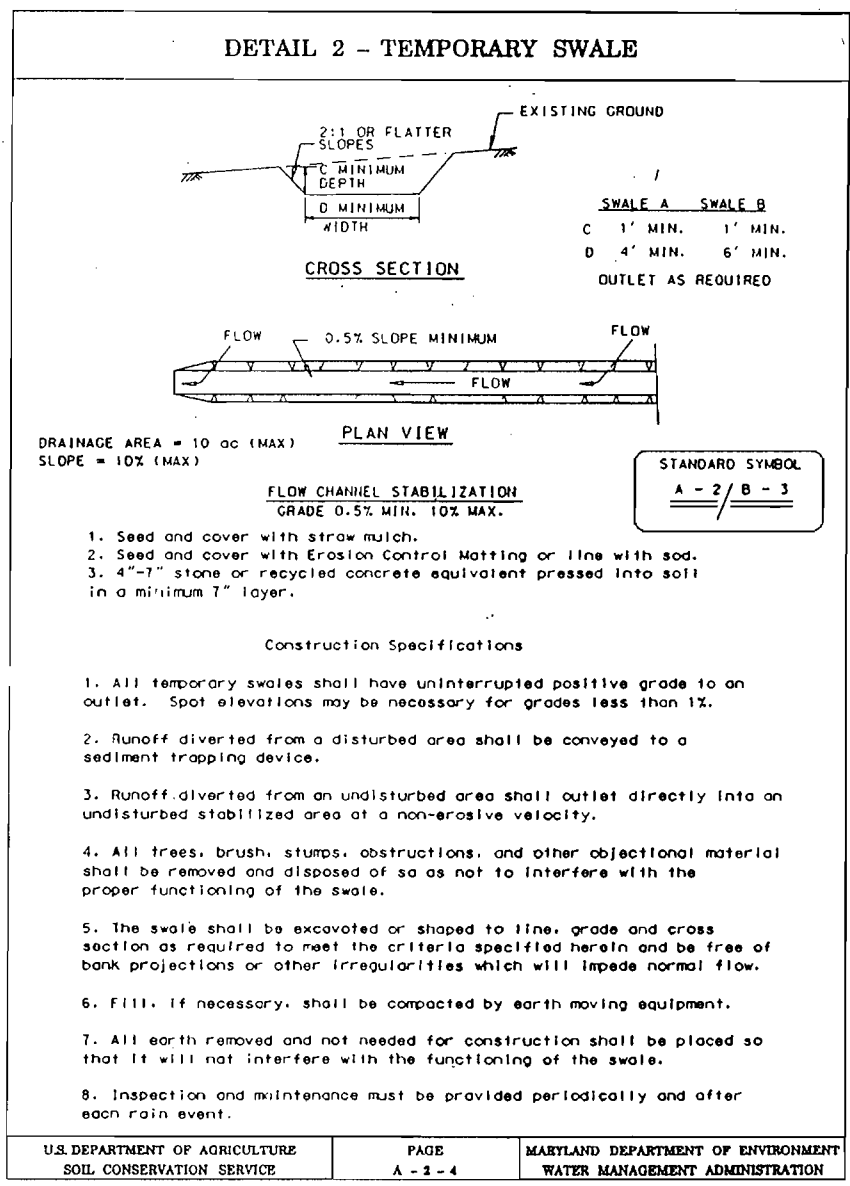 DETAIL 2 - TEMPORARY SWALE
EXISTING GROUND
2:1 OR FLATTER
SLOPES
C MINIMUM
DEPTH
D MINIMUM
WIDTH
CROSS SECTION
SWALE A SWALE B
C 1' MIN. 1' MIN.
D 4' MIN. 6' MIN.
OUTLET AS REQUIRED
FLOW
0.5% SLOPE MINIMUM
FLOW
FLOW
PLAN VIEW
DRAINAGE AREA = 10 ac (MAX)
SLOPE = 10% (MAX)
STANDARD SYMBOL
A - 2 / B - 3
FLOW CHANNEL STABILIZATION
GRADE 0.5% MIN. 10% MAX.
1. Seed and cover with straw mulch.
2. Seed and cover with Erosion Control Matting or line with sod.
3. 4"-7" stone or recycled concrete equivalent pressed into soil
in a minimum 7" layer.
Construction Specifications
1. All temporary swales shall have uninterrupted positive grade to an
outlet. Spot elevations may be necessary for grades less than 1%.
2. Runoff diverted from a disturbed area shall be conveyed to a
sediment trapping device.
3. Runoff diverted from an undisturbed area shall outlet directly into an
undisturbed stabilized area at a non-erosive velocity.
4. All trees, brush, stumps, obstructions, and other objectional material
shall be removed and disposed of so as not to interfere with the
proper functioning of the swale.
5. The swale shall be excavated or shaped to line, grade and cross
section as required to meet the criteria specified herein and be free of
bank projections or other irregularities which will impede normal flow.
6. Fill, if necessary, shall be compacted by earth moving equipment.
7. All earth removed and not needed for construction shall be placed so
that it will not interfere with the functioning of the swale.
8. Inspection and maintenance must be provided periodically and after
each rain event.
U.S. DEPARTMENT OF AGRICULTURE
SOIL CONSERVATION SERVICE
PAGE
A - 2 - 4
MARYLAND DEPARTMENT OF ENVIRONMENT
WATER MANAGEMENT ADMINISTRATION